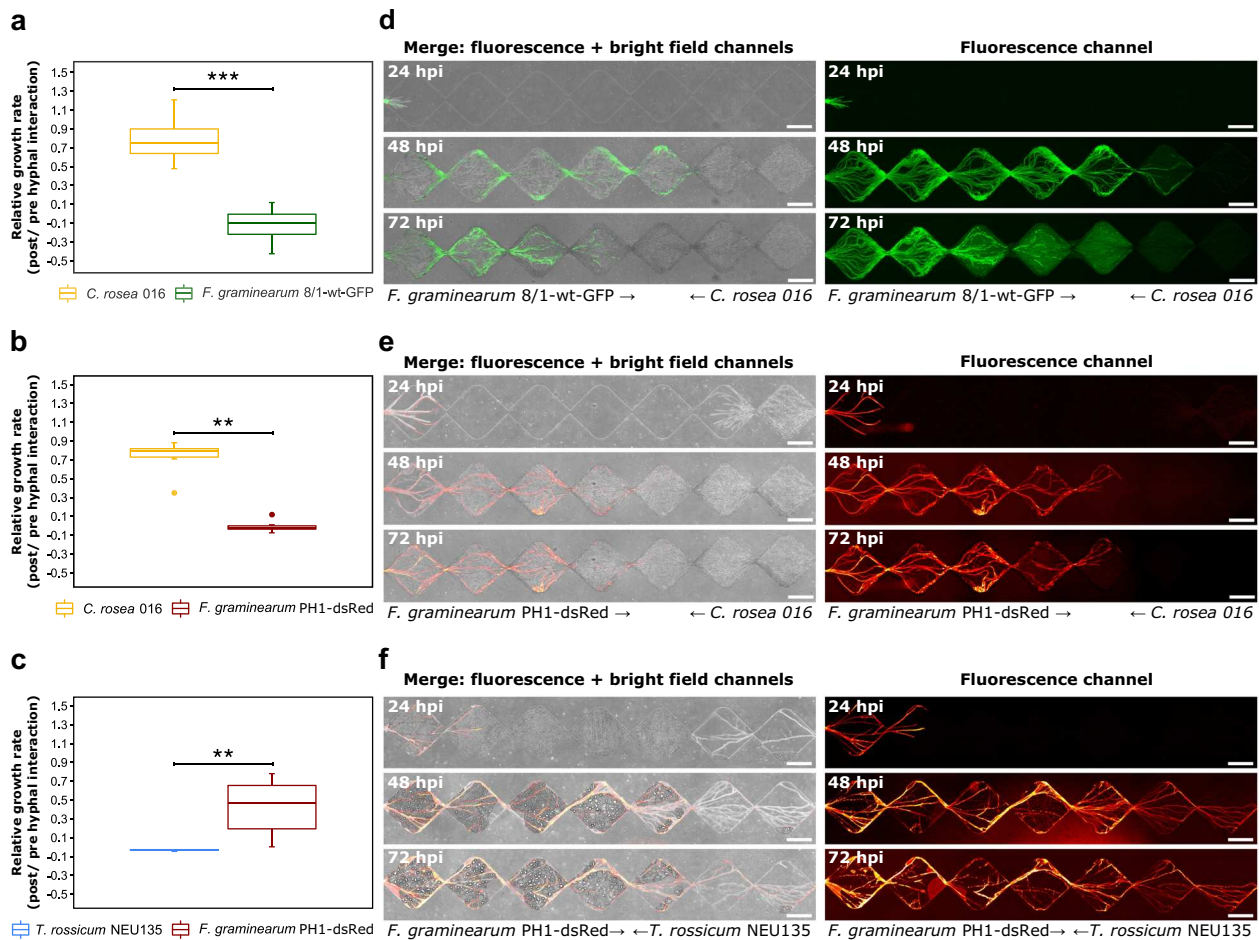 a
Relative growth rate
(post/ pre hyphal interaction)
1.5
1.3
1.1
0.9
0.7
0.5
0.3
0.1
-0.1
-0.3
-0.5
***
C. rosea 016 F. graminearum 8/1-wt-GFP
b
Relative growth rate
(post/ pre hyphal interaction)
1.5
1.3
1.1
0.9
0.7
0.5
0.3
0.1
-0.1
-0.3
-0.5
**
C. rosea 016 F. graminearum PH1-dsRed
c
Relative growth rate
(post/ pre hyphal interaction)
1.5
1.3
1.1
0.9
0.7
0.5
0.3
0.1
-0.1
-0.3
-0.5
**
T. rossicum NEU135 F. graminearum PH1-dsRed
d
Merge: fluorescence + bright field channels Fluorescence channel
24 hpi 24 hpi
48 hpi 48 hpi
72 hpi 72 hpi
F. graminearum 8/1-wt-GFP → ← C. rosea 016 F. graminearum 8/1-wt-GFP → ← C. rosea 016
e
Merge: fluorescence + bright field channels Fluorescence channel
24 hpi 24 hpi
48 hpi 48 hpi
72 hpi 72 hpi
F. graminearum PH1-dsRed → ← C. rosea 016 F. graminearum PH1-dsRed → ← C. rosea 016
f
Merge: fluorescence + bright field channels Fluorescence channel
24 hpi 24 hpi
48 hpi 48 hpi
72 hpi 72 hpi
F. graminearum PH1-dsRed→ ←T. rossicum NEU135 F. graminearum PH1-dsRed→ ←T. rossicum NEU135